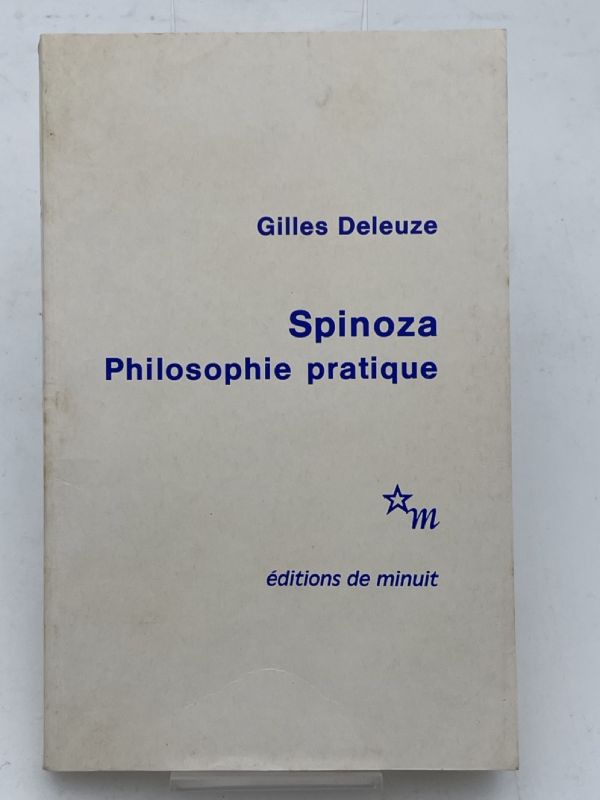 Gilles Deleuze
Spinoza
Philosophie pratique
m
éditions de minuit